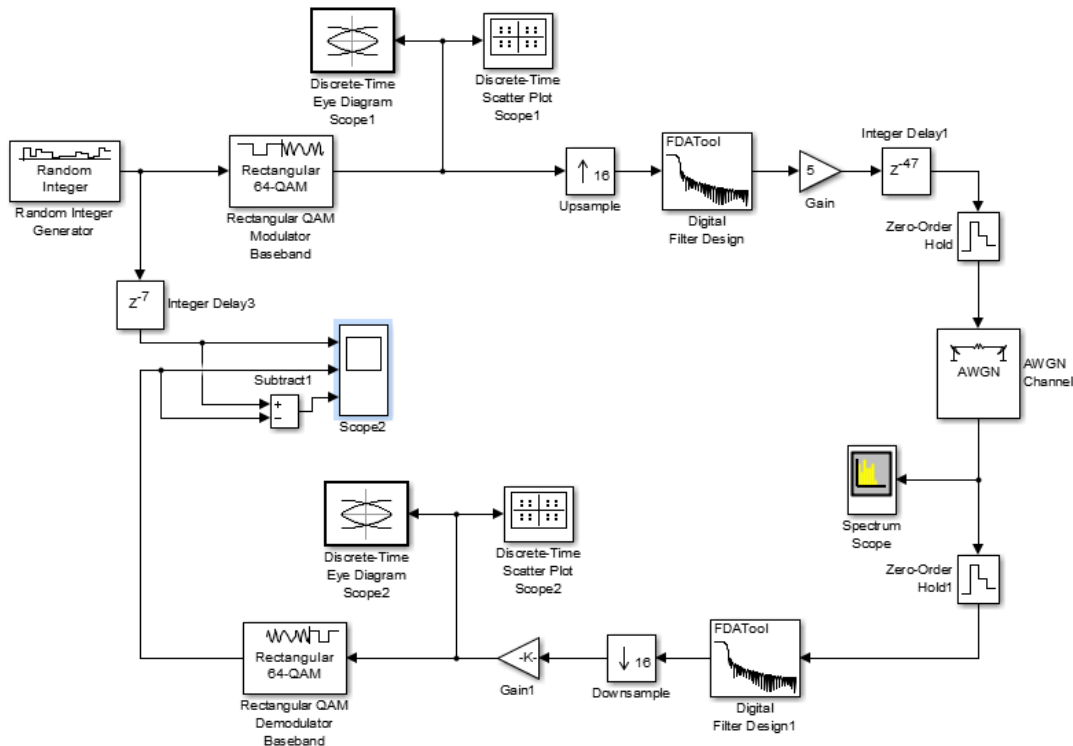 Discrete-Time
Eye Diagram
Scope1
Discrete-Time
Scatter Plot
Scope1
Random
Integer
Random Integer
Generator
Rectangular
64-QAM
Rectangular QAM
Modulator
Baseband
16
Upsample
FDATool
Digital
Filter Design
5
Gain
Integer Delay1
Z-47
Zero-Order
Hold
Z-7
Integer Delay3
Subtract1
+
−
Scope2
AWGN
AWGN
Channel
Spectrum
Scope
Discrete-Time
Eye Diagram
Scope2
Discrete-Time
Scatter Plot
Scope2
Zero-Order
Hold1
Rectangular
64-QAM
Rectangular QAM
Demodulator
Baseband
-K-
Gain1
16
Downsample
FDATool
Digital
Filter Design1